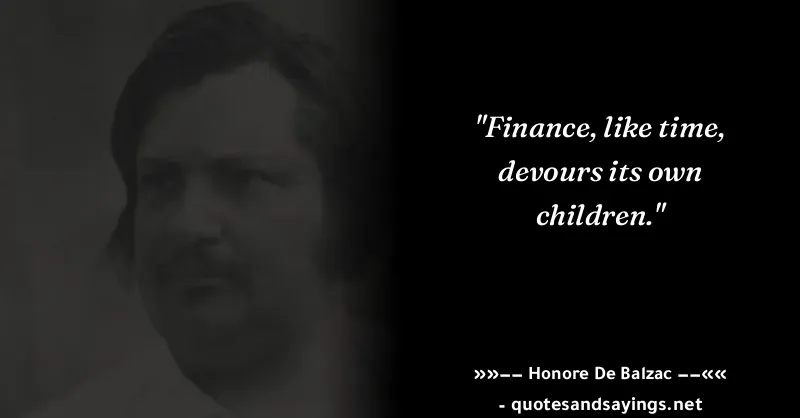 "Finance, like time,
devours its own
children."
»»−− Honore De Balzac −−««
- quotesandsayings.net